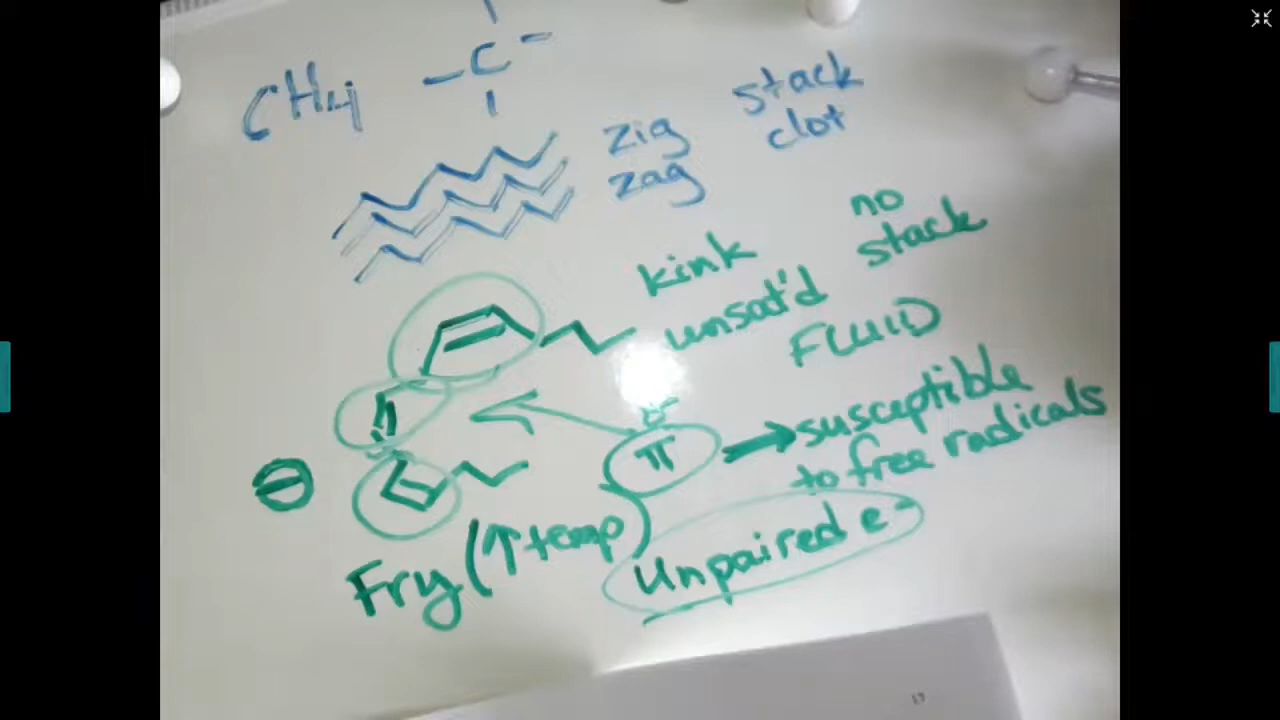 CH4
C
zig
zag
stack
clot
kink
unsat'd
no
stack
FLUID
π
susceptible
to free radicals
Fry (↑temp)
Unpaired e-